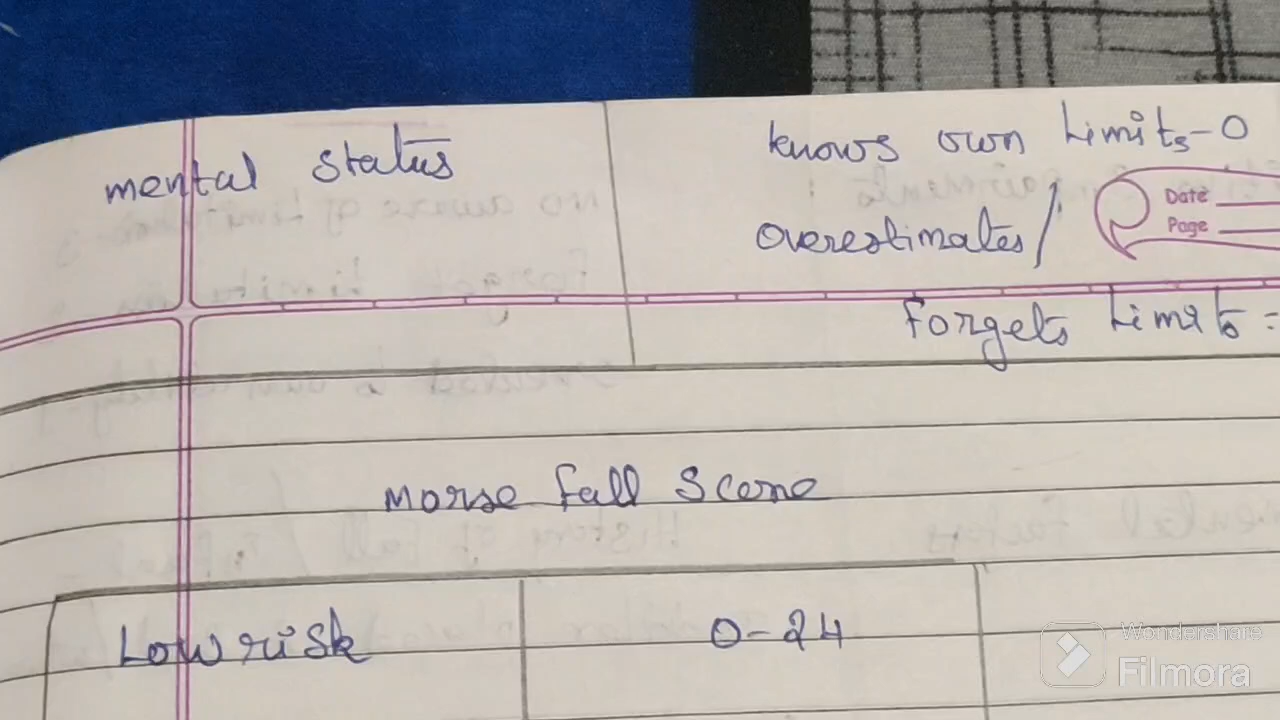 mental status
knows own Limits-0
overestimates/
Date
Page
Forgets Limits =
Morse Fall Score
Low risk
0-24
Wondershare
Filmora